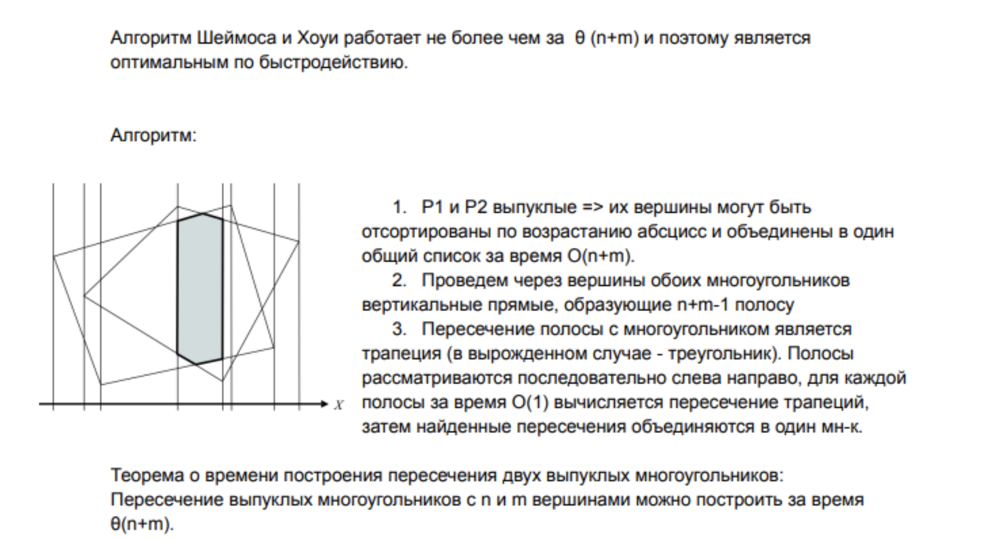 Алгоритм Шеймоса и Хоуи работает не более чем за θ (n+m) и поэтому является
оптимальным по быстродействию.
Алгоритм:
1. P1 и P2 выпуклые => их вершины могут быть
отсортированы по возрастанию абсцисс и объединены в один
общий список за время O(n+m).
2. Проведем через вершины обоих многоугольников
вертикальные прямые, образующие n+m-1 полосу
3. Пересечение полосы с многоугольником является
трапеция (в вырожденном случае - треугольник). Полосы
рассматриваются последовательно слева направо, для каждой
полосы за время O(1) вычисляется пересечение трапеций,
затем найденные пересечения объединяются в один мн-к.
X
Теорема о времени построения пересечения двух выпуклых многоугольников:
Пересечение выпуклых многоугольников с n и m вершинами можно построить за время
θ(n+m).